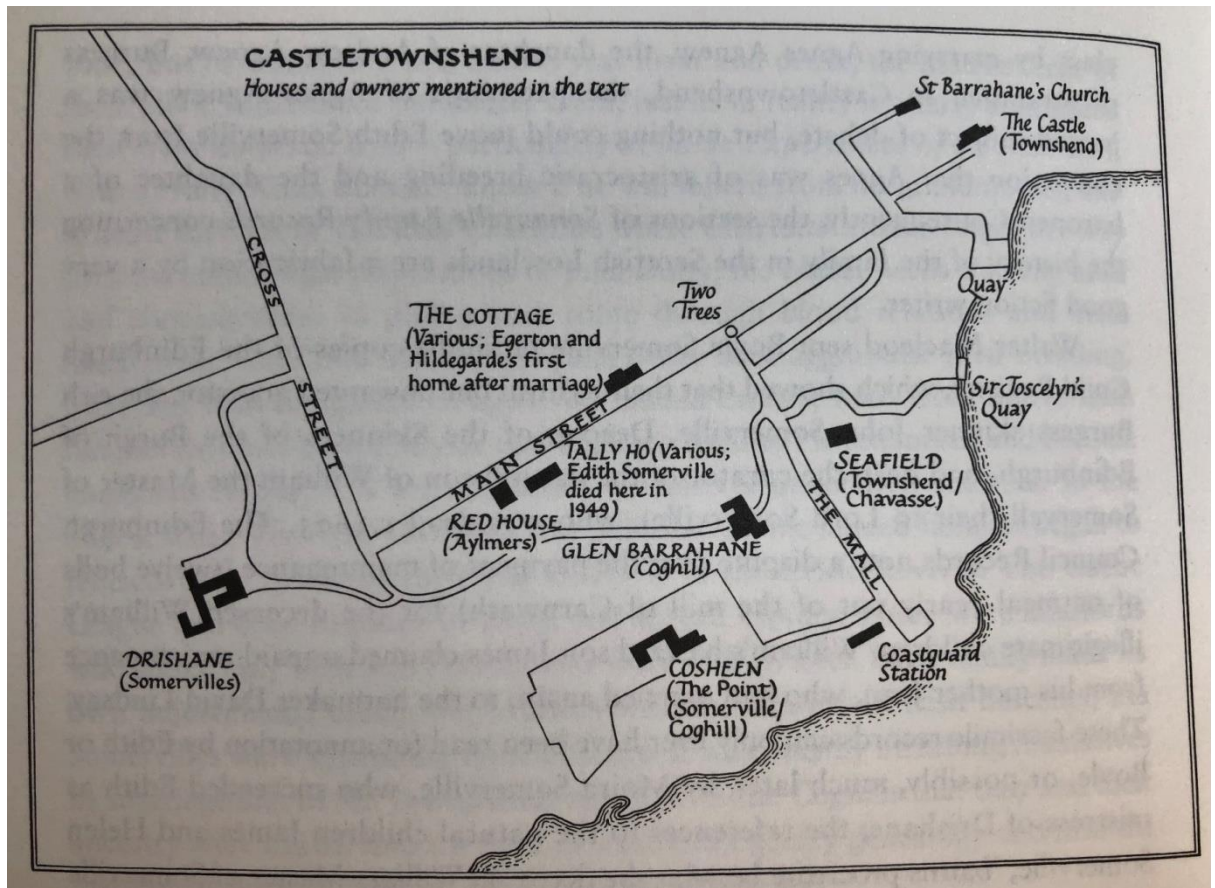 CASTLETOWNSHEND
Houses and owners mentioned in the text
St Barrahane's Church
The Castle
(Townshend)
CROSS
STREET
Quay
Two
Trees
THE COTTAGE
(Various; Egerton and
Hildegarde's first
home after marriage)
Sir Joscelyn's
Quay
MAIN STREET
TALLY HO (Various;
Edith Somerville
died here in
1949)
SEAFIELD
(Townshend/
Chavasse)
RED HOUSE
(Aylmers)
THE MALL
GLEN BARRAHANE
(Coghill)
DRISHANE
(Somervilles)
COSHEEN
(The Point)
(Somerville/
Coghill)
Coastguard
Station